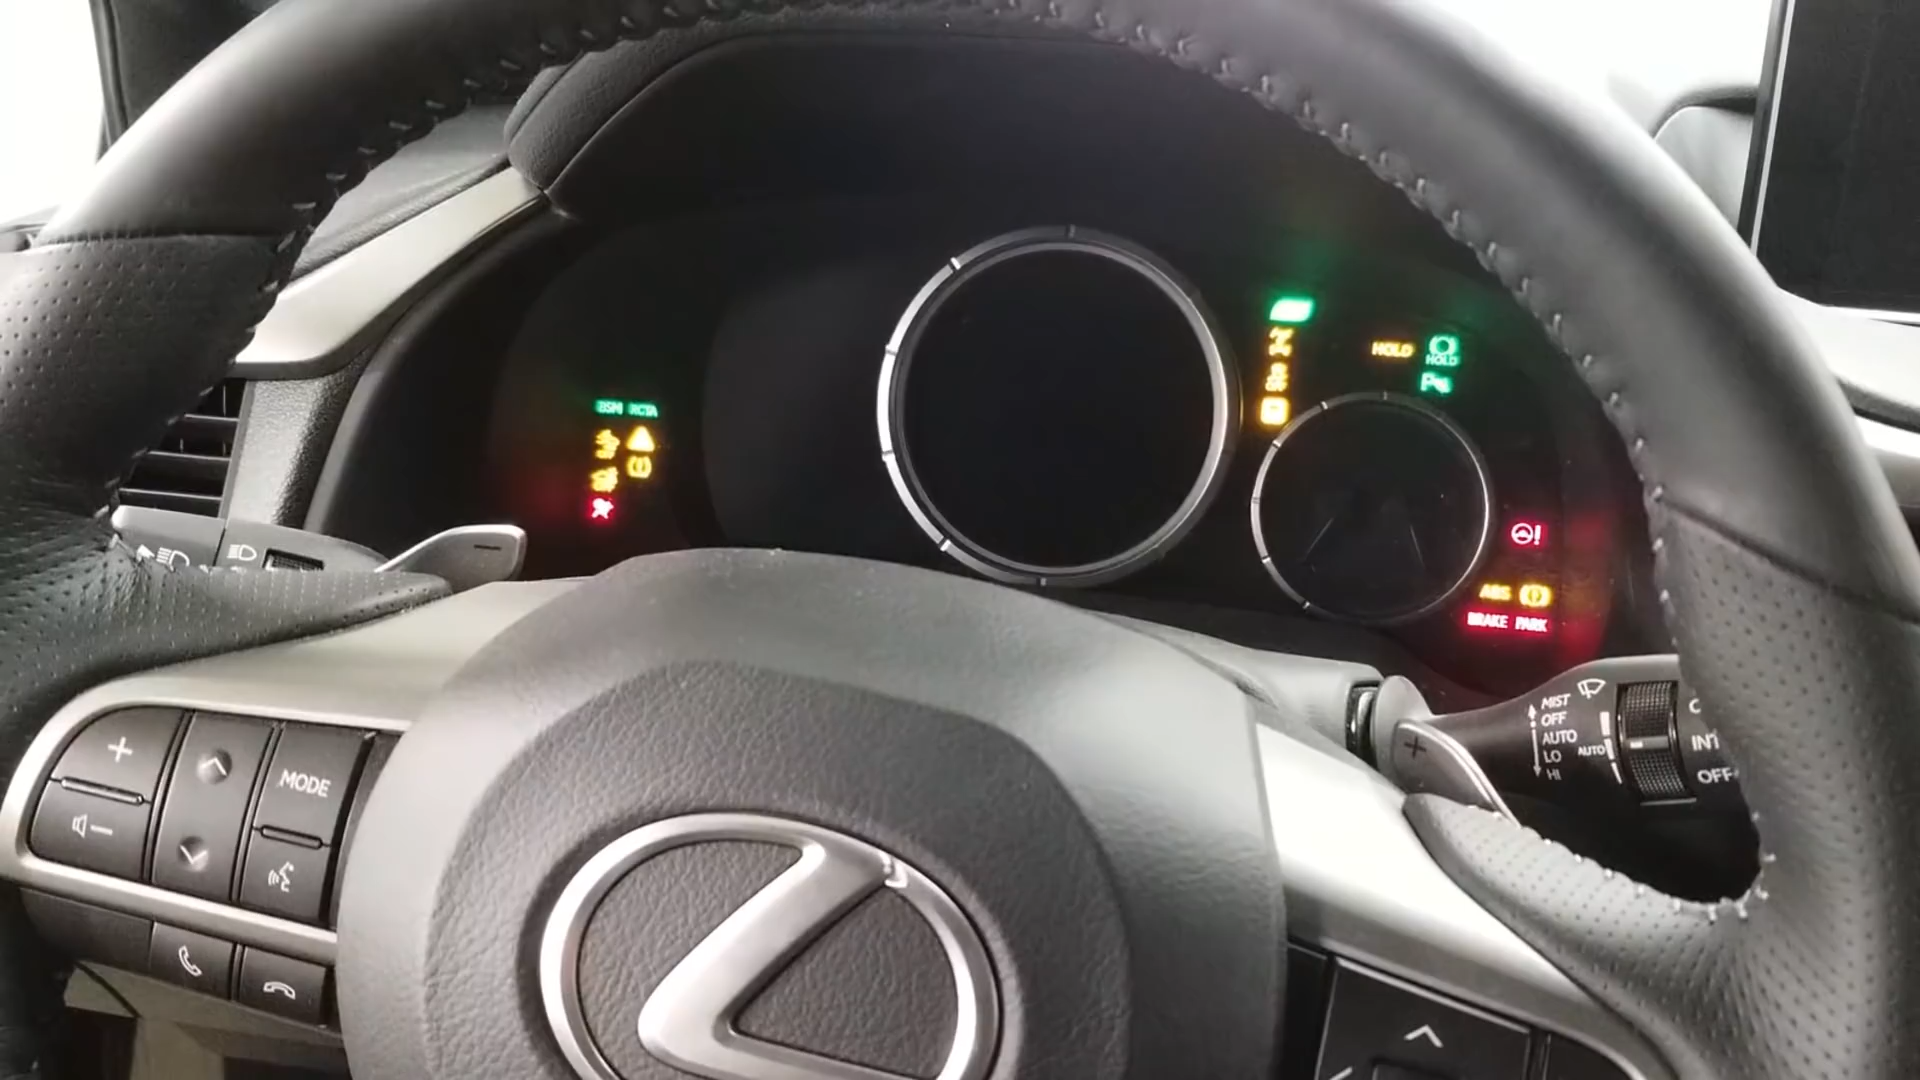 HOLD
HOLD
BSM RCTA
P
ABS
BRAKE PARK
MIST
OFF
AUTO
LO
HI
AUTO
INT
OFF
MODE